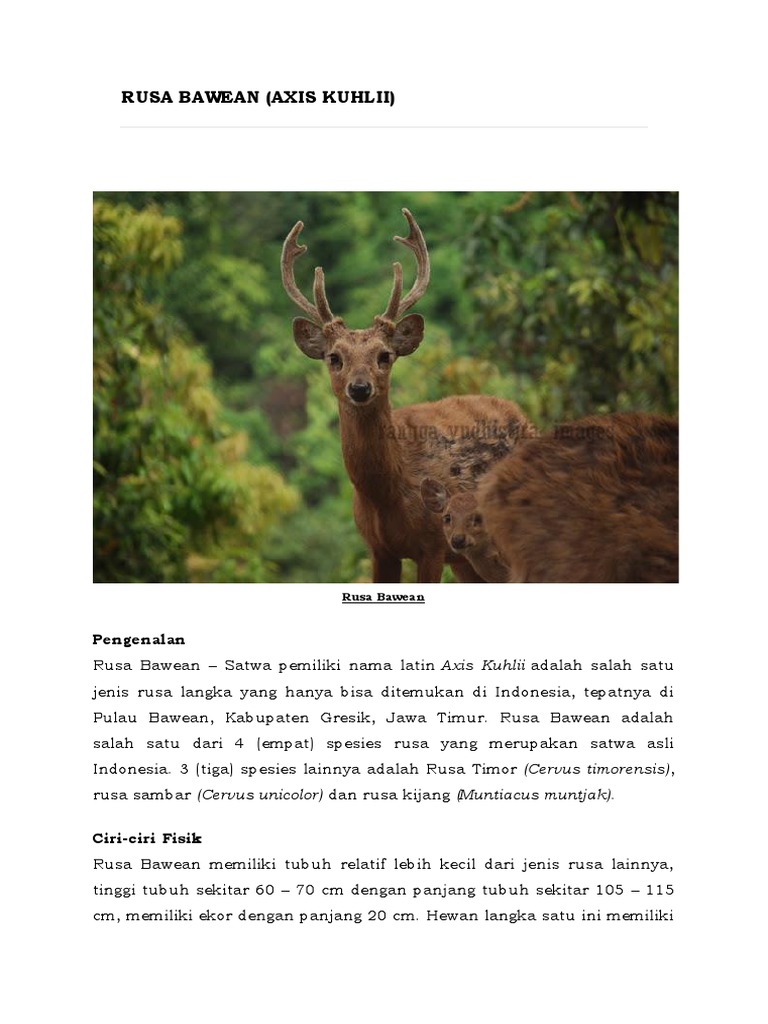 RUSA BAWEAN (AXIS KUHLII)
rangga yudhistira images
Rusa Bawean
Pengenalan
Rusa Bawean – Satwa pemiliki nama latin Axis Kuhlii adalah salah satu
jenis rusa langka yang hanya bisa ditemukan di Indonesia, tepatnya di
Pulau Bawean, Kabupaten Gresik, Jawa Timur. Rusa Bawean adalah
salah satu dari 4 (empat) spesies rusa yang merupakan satwa asli
Indonesia. 3 (tiga) spesies lainnya adalah Rusa Timor (Cervus timorensis),
rusa sambar (Cervus unicolor) dan rusa kijang (Muntiacus muntjak).
Ciri-ciri Fisik
Rusa Bawean memiliki tubuh relatif lebih kecil dari jenis rusa lainnya,
tinggi tubuh sekitar 60 – 70 cm dengan panjang tubuh sekitar 105 – 115
cm, memiliki ekor dengan panjang 20 cm. Hewan langka satu ini memiliki